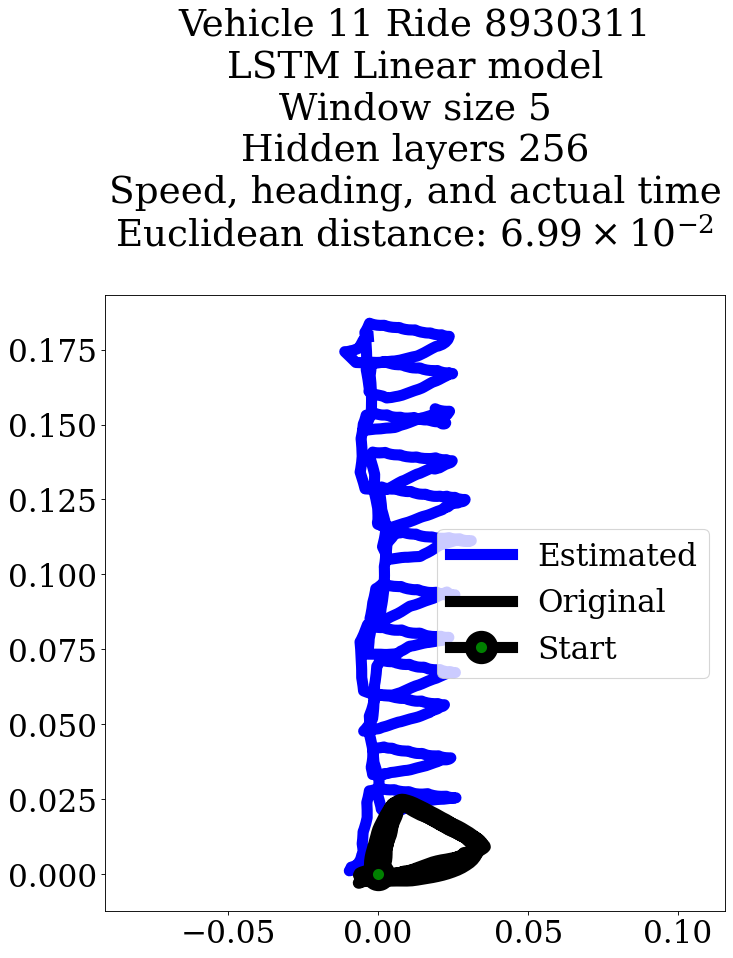 Vehicle 11 Ride 8930311
LSTM Linear model
Window size 5
Hidden layers 256
Speed, heading, and actual time
Euclidean distance: 6.99 × 10⁻²
0.175
0.150
0.125
0.100
0.075
0.050
0.025
0.000
Estimated
Original
Start
−0.05
0.00
0.05
0.10